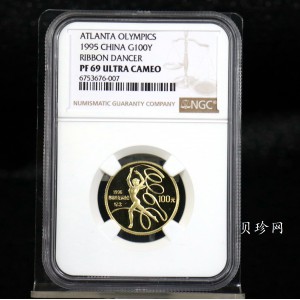 ATLANTA OLYMPICS
1995 CHINA G100Y
RIBBON DANCER
PF 69 ULTRA CAMEO
6753676-007
NUMISMATIC GUARANTY COMPANY
NGC
1996
100元
贝珍网